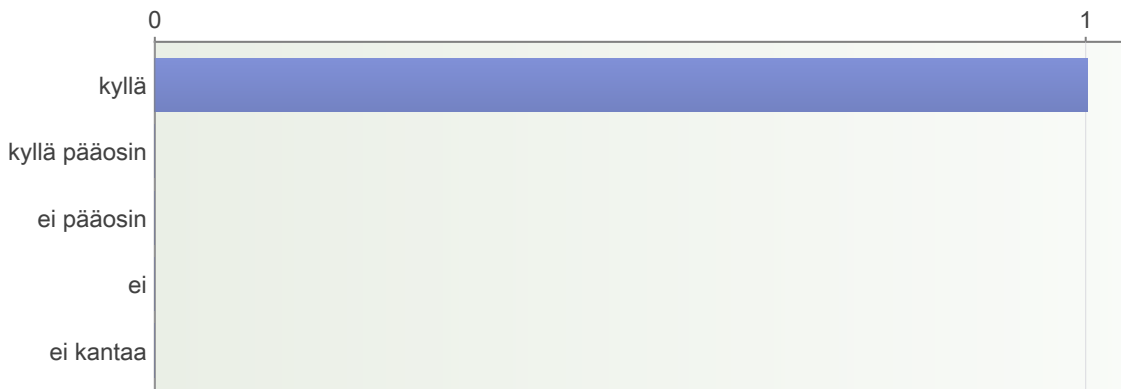 0 1
kyllä
kyllä pääosin
ei pääosin
ei
ei kantaa